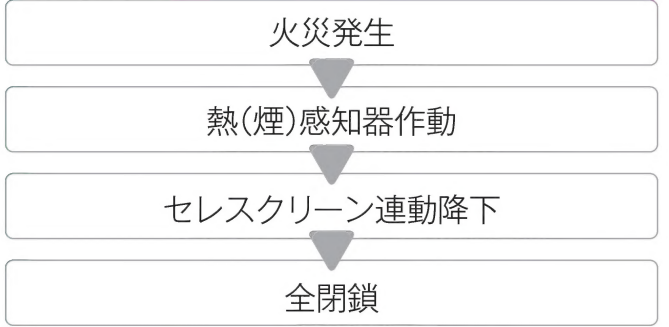 火災発生
熱(煙)感知器作動
セレスクリーン連動降下
全閉鎖